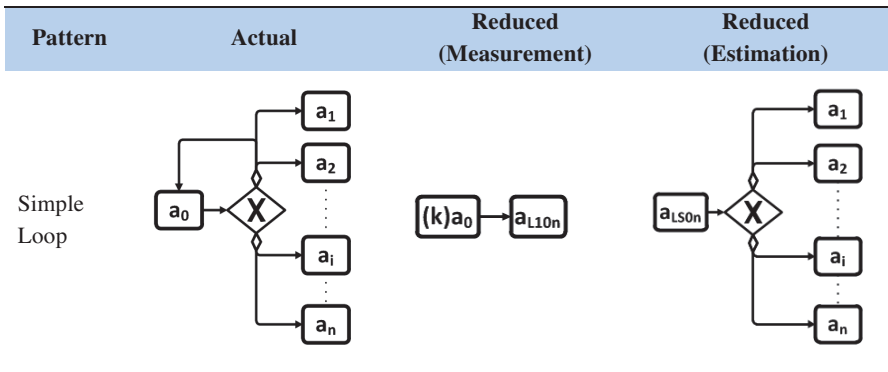 Pattern Actual Reduced (Measurement) Reduced (Estimation)
Simple
Loop
a0 X a1 a2 ai an
(k)a0 aL10n
aLS0n X a1 a2 ai an